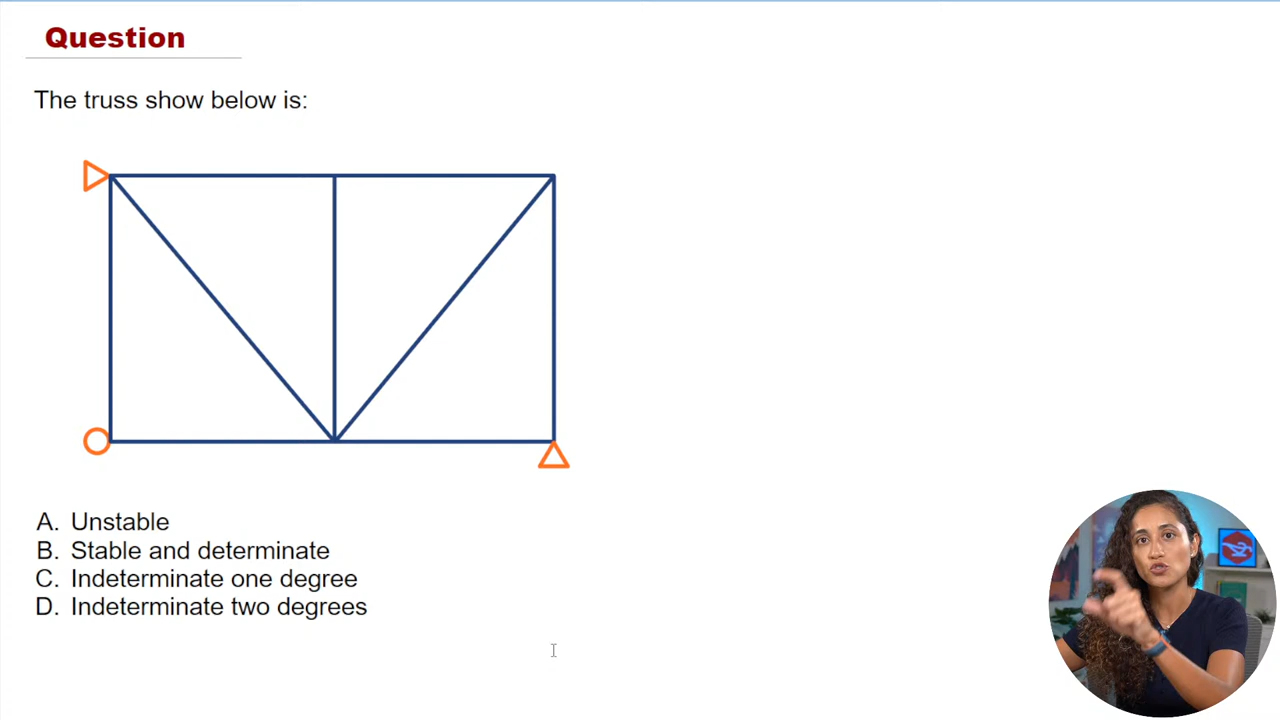 Question
The truss show below is:
A. Unstable
B. Stable and determinate
C. Indeterminate one degree
D. Indeterminate two degrees